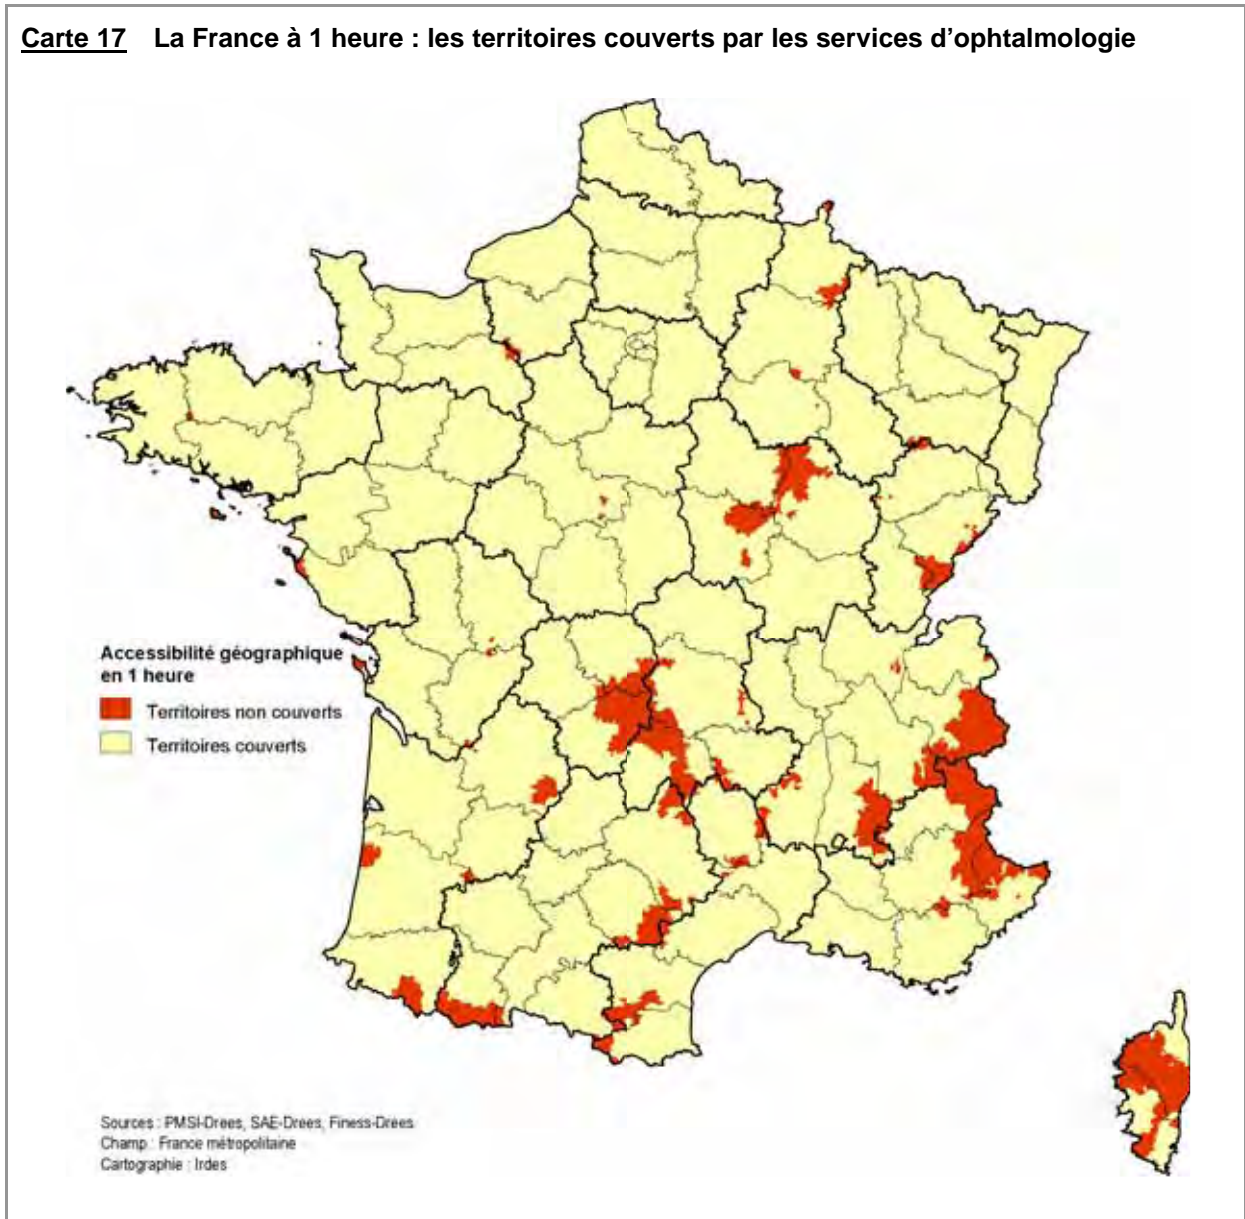 Carte 17 La France à 1 heure : les territoires couverts par les services d'ophtalmologie
Accessibilité géographique
en 1 heure
Territoires non couverts
Territoires couverts
Sources : PMSI-Drees, SAE-Drees, Finess-Drees
Champ : France métropolitaine
Cartographie : Irdes